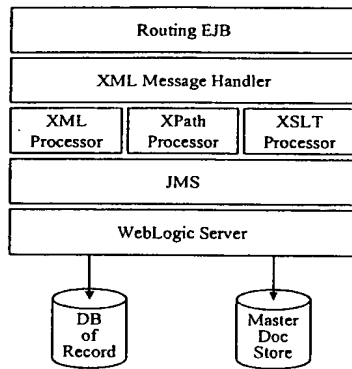 Routing EJB
XML Message Handler
XML
Processor
XPath
Processor
XSLT
Processor
JMS
WebLogic Server
DB
of
Record
Master
Doc
Store